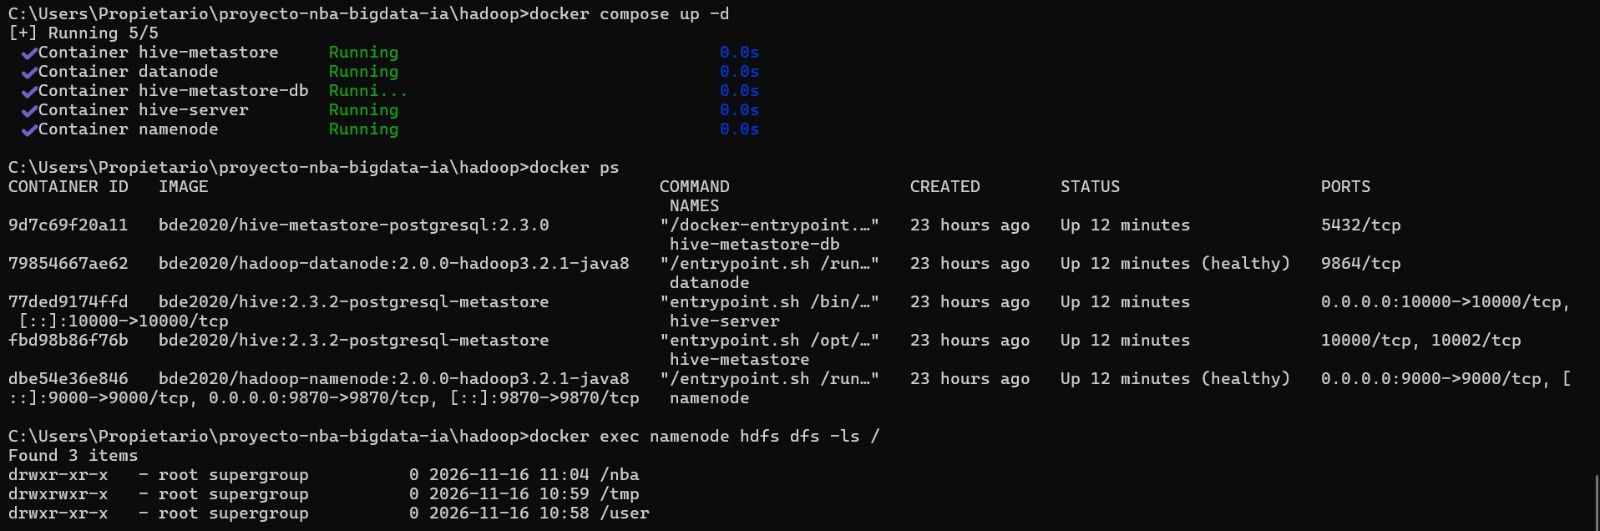 C:\Users\Propietario\proyecto-nba-bigdata-ia\hadoop>docker compose up -d
[+] Running 5/5
✔Container hive-metastore     Running                                0.0s
✔Container datanode           Running                                0.0s
✔Container hive-metastore-db  Runni...                               0.0s
✔Container hive-server        Running                                0.0s
✔Container namenode           Running                                0.0s
C:\Users\Propietario\proyecto-nba-bigdata-ia\hadoop>docker ps
CONTAINER ID   IMAGE                                             COMMAND                  CREATED        STATUS                    PORTS
NAMES
9d7c69f20a11   bde2020/hive-metastore-postgresql:2.3.0           "/docker-entrypoint.…"   23 hours ago   Up 12 minutes             5432/tcp
hive-metastore-db
79854667ae62   bde2020/hadoop-datanode:2.0.0-hadoop3.2.1-java8   "/entrypoint.sh /run…"   23 hours ago   Up 12 minutes (healthy)   9864/tcp
datanode
77ded9174ffd   bde2020/hive:2.3.2-postgresql-metastore           "entrypoint.sh /bin/…"   23 hours ago   Up 12 minutes             0.0.0.0:10000->10000/tcp,
[::]:10000->10000/tcp                                            hive-server
fbd98b86f76b   bde2020/hive:2.3.2-postgresql-metastore           "entrypoint.sh /opt/…"   23 hours ago   Up 12 minutes             10000/tcp, 10002/tcp
hive-metastore
dbe54e36e846   bde2020/hadoop-namenode:2.0.0-hadoop3.2.1-java8   "/entrypoint.sh /run…"   23 hours ago   Up 12 minutes (healthy)   0.0.0.0:9000->9000/tcp, [
::]:9000->9000/tcp, 0.0.0.0:9870->9870/tcp, [::]:9870->9870/tcp   namenode
C:\Users\Propietario\proyecto-nba-bigdata-ia\hadoop>docker exec namenode hdfs dfs -ls /
Found 3 items
drwxr-xr-x   - root supergroup          0 2026-11-16 11:04 /nba
drwxrwxr-x   - root supergroup          0 2026-11-16 10:59 /tmp
drwxr-xr-x   - root supergroup          0 2026-11-16 10:58 /user